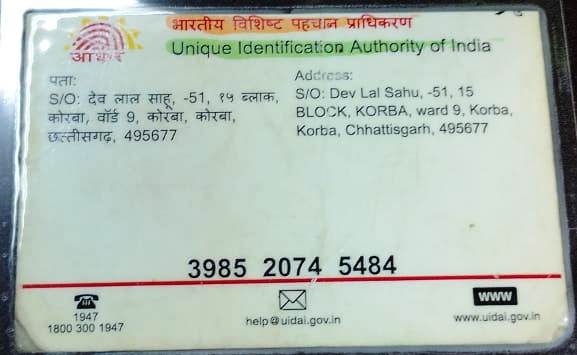 भारतीय विशिष्ट पहचान प्राधिकरण
Unique Identification Authority of India
आधार
पता:
S/O: देव लाल साहू, -51, १५ ब्लाक,
कोरबा, वॉर्ड 9, कोरबा, कोरबा,
छत्तीसगढ़, 495677
Address:
S/O: Dev Lal Sahu, -51, 15
BLOCK, KORBA, ward 9, Korba,
Korba, Chhattisgarh, 495677
3985 2074 5484
1947
1800 300 1947
help@uidai.gov.in
www
www.uidai.gov.in